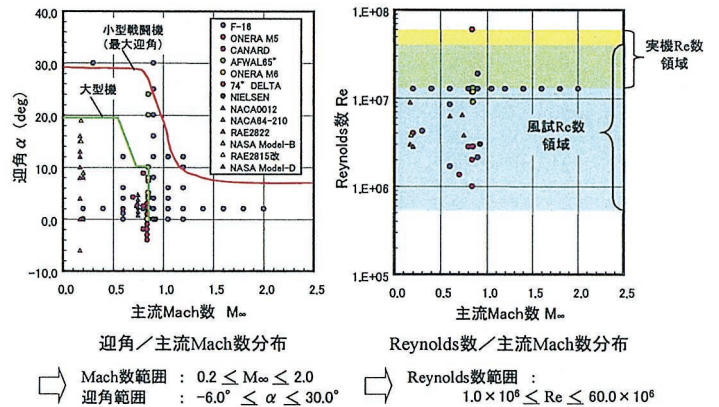 小型戦闘機
(最大迎角)
大型機
F-16
ONERA M5
CANARD
AFWAL65°
ONERA M6
74° DELTA
NIELSEN
NACA0012
NACA64-210
RAE2822
NASA Model-B
RAE2815改
NASA Model-D
迎角 α (deg)
40.0
30.0
20.0
10.0
0.0
-10.0
0.0 0.5 1.0 1.5 2.0 2.5
主流Mach数 M∞
迎角/主流Mach数分布
Reynolds数 Re
1.E+08
1.E+07
1.E+06
1.E+05
0.0 0.5 1.0 1.5 2.0 2.5
主流Mach数 M∞
実機Re数
領域
風試Re数
領域
Reynolds数/主流Mach数分布
Mach数範囲 : 0.2 ≤ M∞ ≤ 2.0
迎角範囲 : -6.0° ≤ α ≤ 30.0°
Reynolds数範囲 :
1.0×10⁶ ≤ Re ≤ 60.0×10⁶